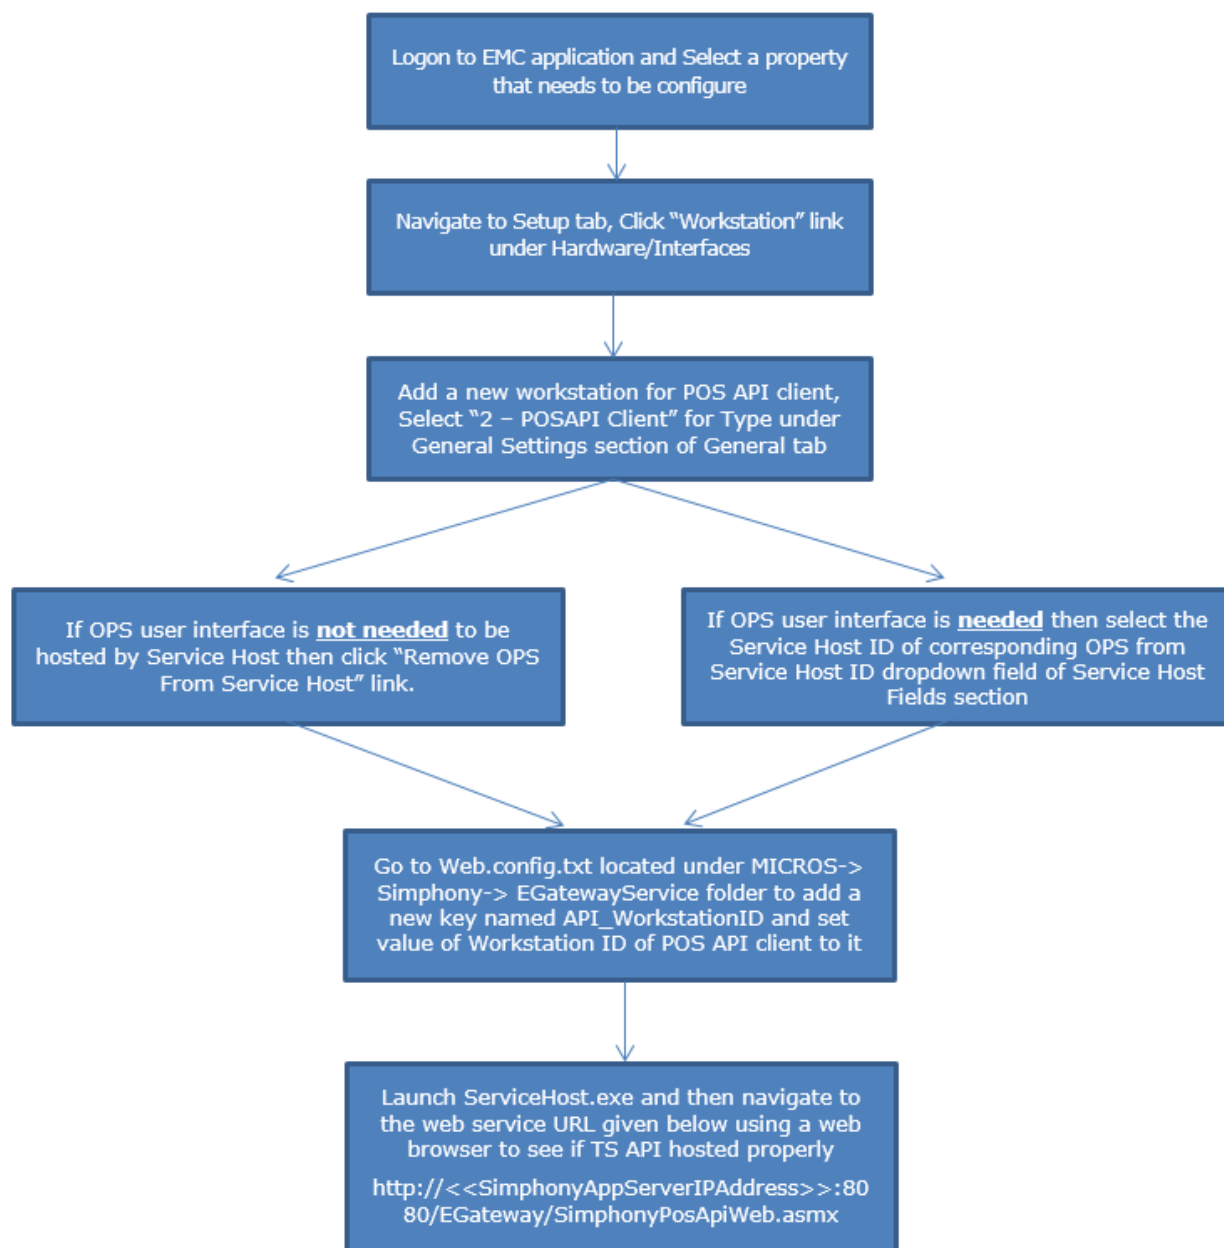 Logon to EMC application and Select a property
that needs to be configure
Navigate to Setup tab, Click “Workstation” link
under Hardware/Interfaces
Add a new workstation for POS API client,
Select “2 – POSAPI Client” for Type under
General Settings section of General tab
If OPS user interface is not needed to be
hosted by Service Host then click “Remove OPS
From Service Host” link.
If OPS user interface is needed then select the
Service Host ID of corresponding OPS from
Service Host ID dropdown field of Service Host
Fields section
Go to Web.config.txt located under MICROS->
Simphony-> EGatewayService folder to add a
new key named API_WorkstationID and set
value of Workstation ID of POS API client to it
Launch ServiceHost.exe and then navigate to
the web service URL given below using a web
browser to see if TS API hosted properly
http://<<SimphonyAppServerIPAddress>>:80
80/EGateway/SimphonyPosApiWeb.asmx